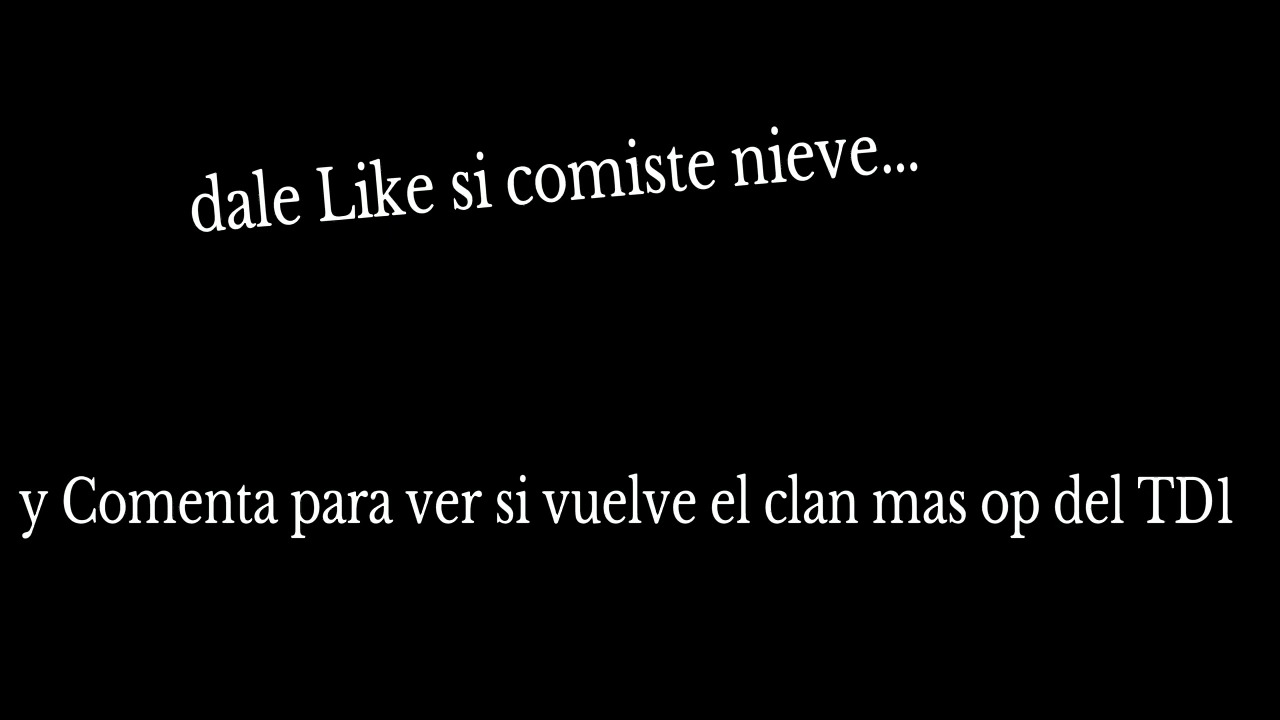 dale Like si comiste nieve...
y Comenta para ver si vuelve el clan mas op del TD1